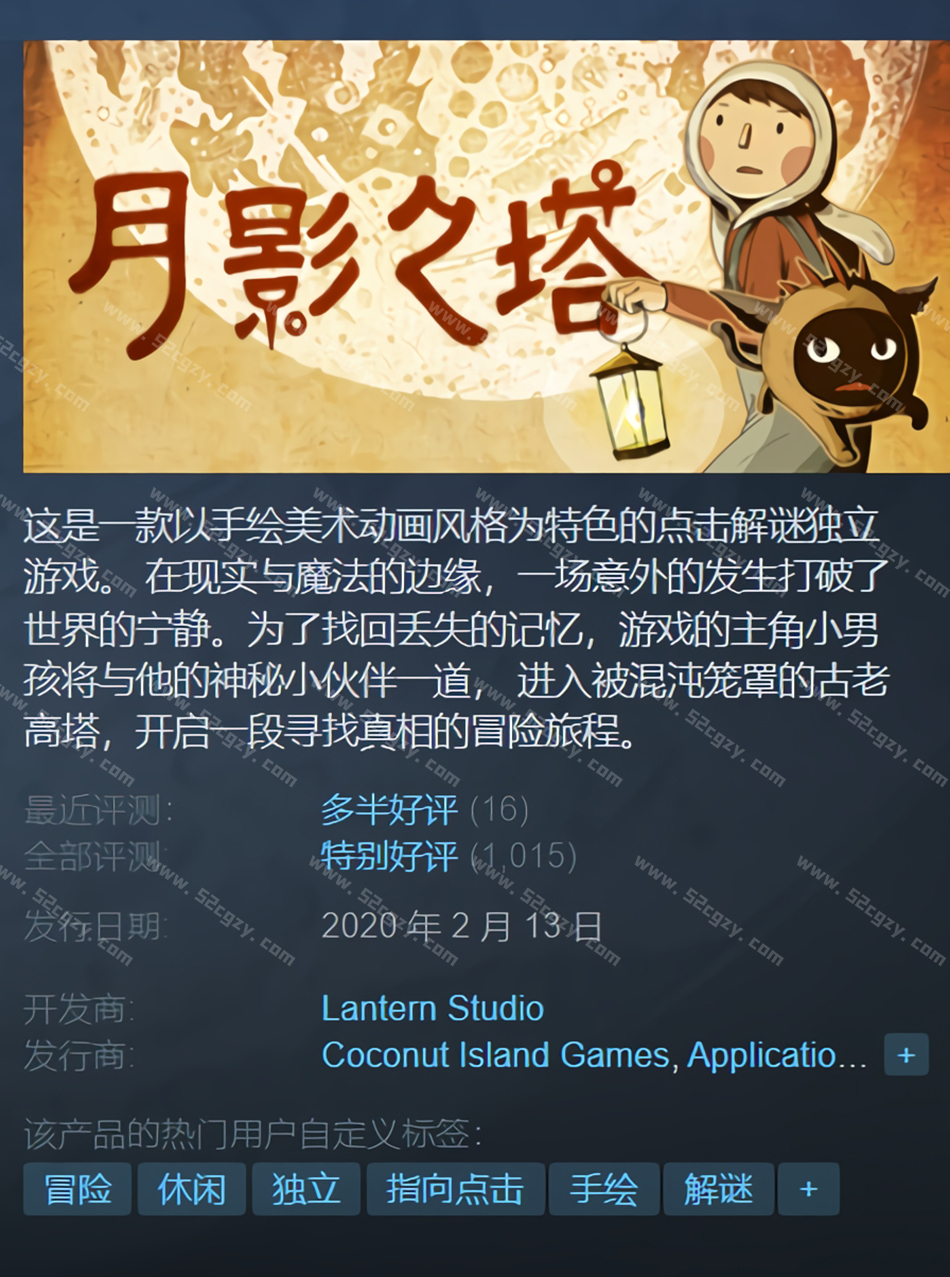 月影之塔
这是一款以手绘美术动画风格为特色的点击解谜独立
游戏。 在现实与魔法的边缘，一场意外的发生打破了
世界的宁静。为了找回丢失的记忆，游戏的主角小男
孩将与他的神秘小伙伴一道， 进入被混沌笼罩的古老
高塔，开启一段寻找真相的冒险旅程。
最近评测: 多半好评 (16)
全部评测: 特别好评 (1,015)
发行日期: 2020 年 2 月 13 日
开发商: Lantern Studio
发行商: Coconut Island Games, Applicatio... +
该产品的热门用户自定义标签:
冒险 休闲 独立 指向点击 手绘 解谜 +
www.52cgzy.com